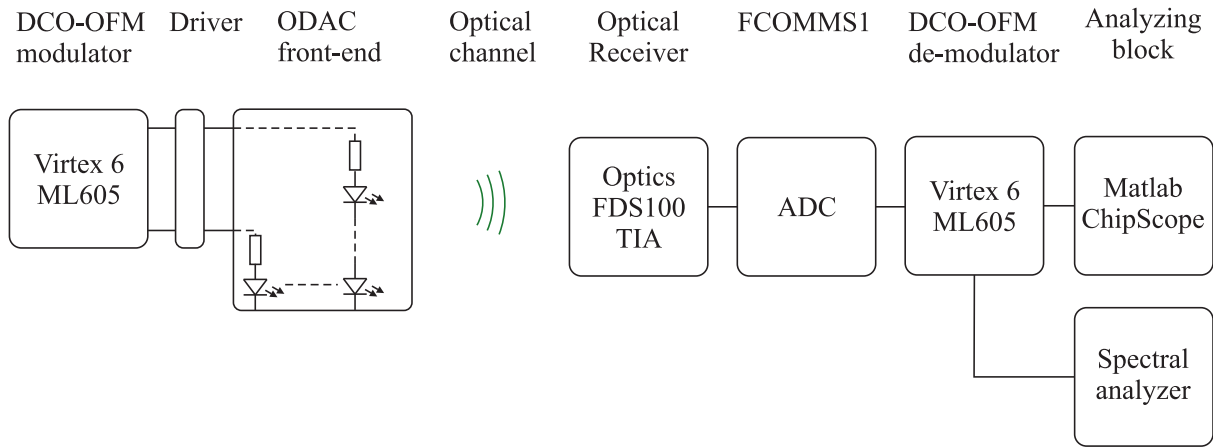 DCO-OFM
modulator
Driver
ODAC
front-end
Optical
channel
Optical
Receiver
FCOMMS1
DCO-OFM
de-modulator
Analyzing
block
Virtex 6
ML605
Optics
FDS100
TIA
ADC
Virtex 6
ML605
Matlab
ChipScope
Spectral
analyzer